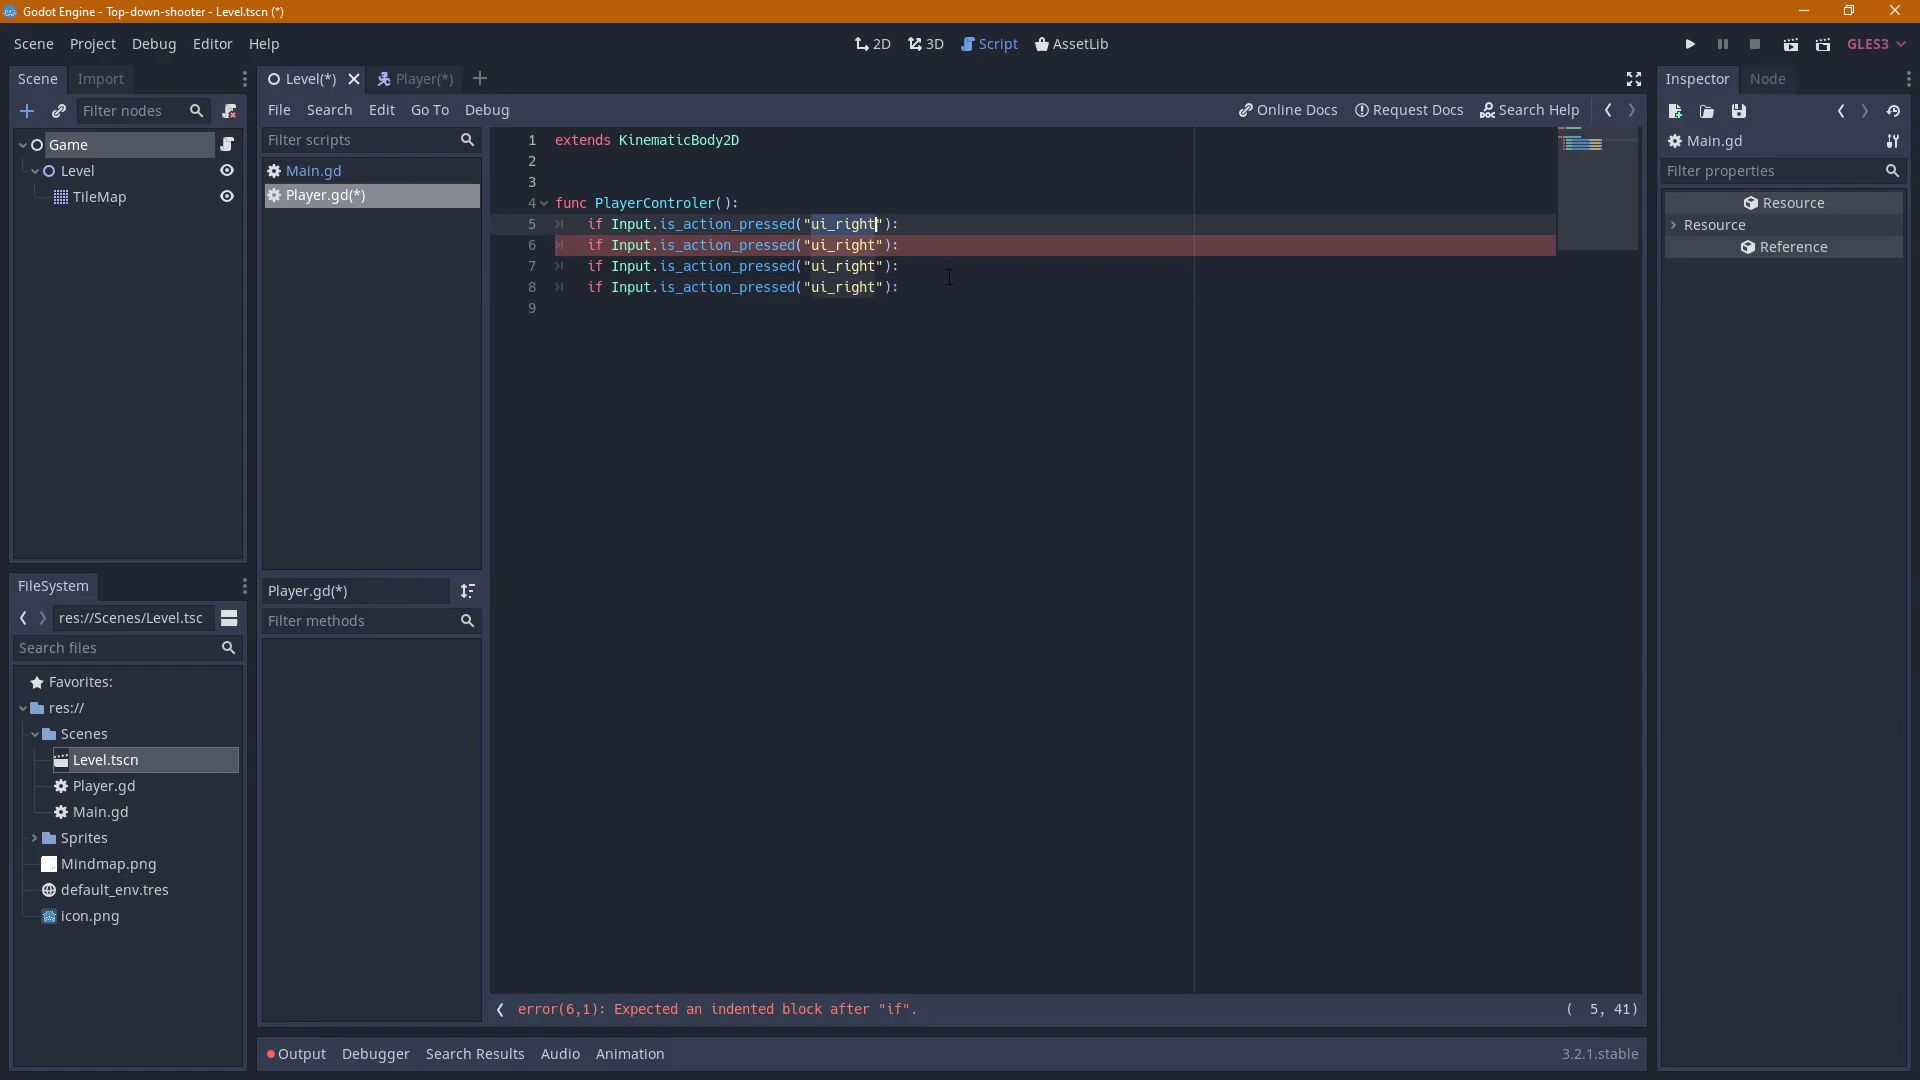 Godot Engine - Top-down-shooter - Level.tscn (*)
Scene Project Debug Editor Help
2D 3D Script AssetLib
GLES3
Scene Import
Level(*) Player(*)
Inspector Node
Filter nodes
File Search Edit Go To Debug
Online Docs Request Docs Search Help
Game
Level
TileMap
Filter scripts
Main.gd
Player.gd(*)
1 extends KinematicBody2D
2
3
4 func PlayerControler():
5 if Input.is_action_pressed("ui_right"):
6 if Input.is_action_pressed("ui_right"):
7 if Input.is_action_pressed("ui_right"):
8 if Input.is_action_pressed("ui_right"):
9
Main.gd
Filter properties
Resource
Resource
Reference
FileSystem
res://Scenes/Level.tsc
Search files
Favorites:
res://
Scenes
Level.tscn
Player.gd
Main.gd
Sprites
Mindmap.png
default_env.tres
icon.png
Player.gd(*)
Filter methods
error(6,1): Expected an indented block after "if".
( 5, 41)
Output Debugger Search Results Audio Animation
3.2.1.stable